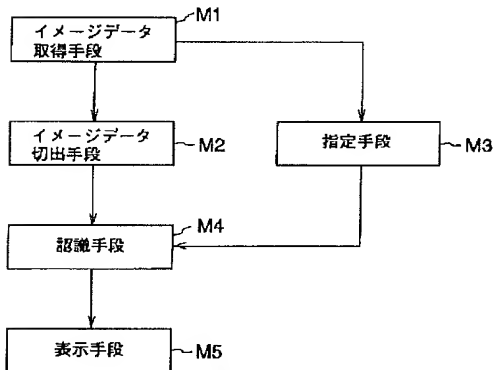 イメージデータ
取得手段
M1
イメージデータ
切出手段
M2
指定手段
M3
認識手段
M4
表示手段
M5